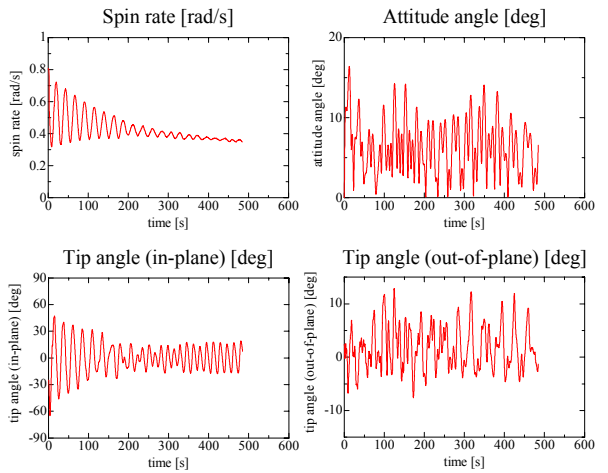 Spin rate [rad/s]
1
0.8
0.6
0.4
0.2
0
spin rate [rad/s]
0 100 200 300 400 500 600
time [s]
Attitude angle [deg]
20
10
0
attitude angle [deg]
0 100 200 300 400 500 600
time [s]
Tip angle (in-plane) [deg]
90
60
30
0
-30
-60
-90
tip angle (in-plane) [deg]
0 100 200 300 400 500 600
time [s]
Tip angle (out-of-plane) [deg]
10
0
-10
tip angle (out-of-plane) [deg]
0 100 200 300 400 500 600
time [s]